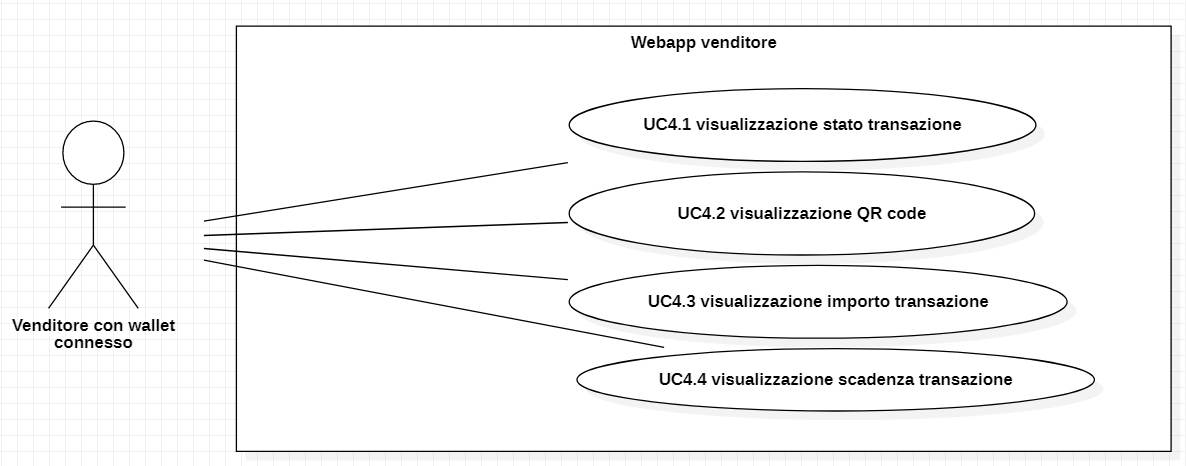 Webapp venditore
UC4.1 visualizzazione stato transazione
UC4.2 visualizzazione QR code
UC4.3 visualizzazione importo transazione
UC4.4 visualizzazione scadenza transazione
Venditore con wallet
connesso